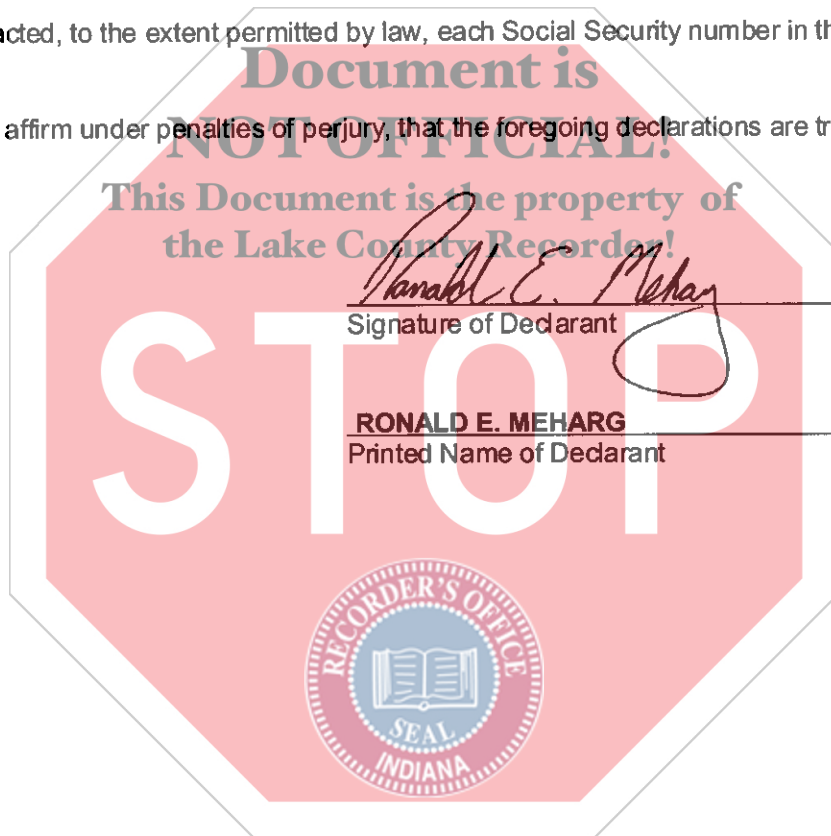 acted, to the extent permitted by law, each Social Security number in th
Document is
affirm under penalties of perjury, that the foregoing declarations are tr
NOT OFFICIAL!
This Document is the property of
the Lake County Recorder!
Ronald E. Meharg
Signature of Declarant
STOP
RONALD E. MEHARG
Printed Name of Declarant
RECORDER'S OFFICE
SEAL
INDIANA